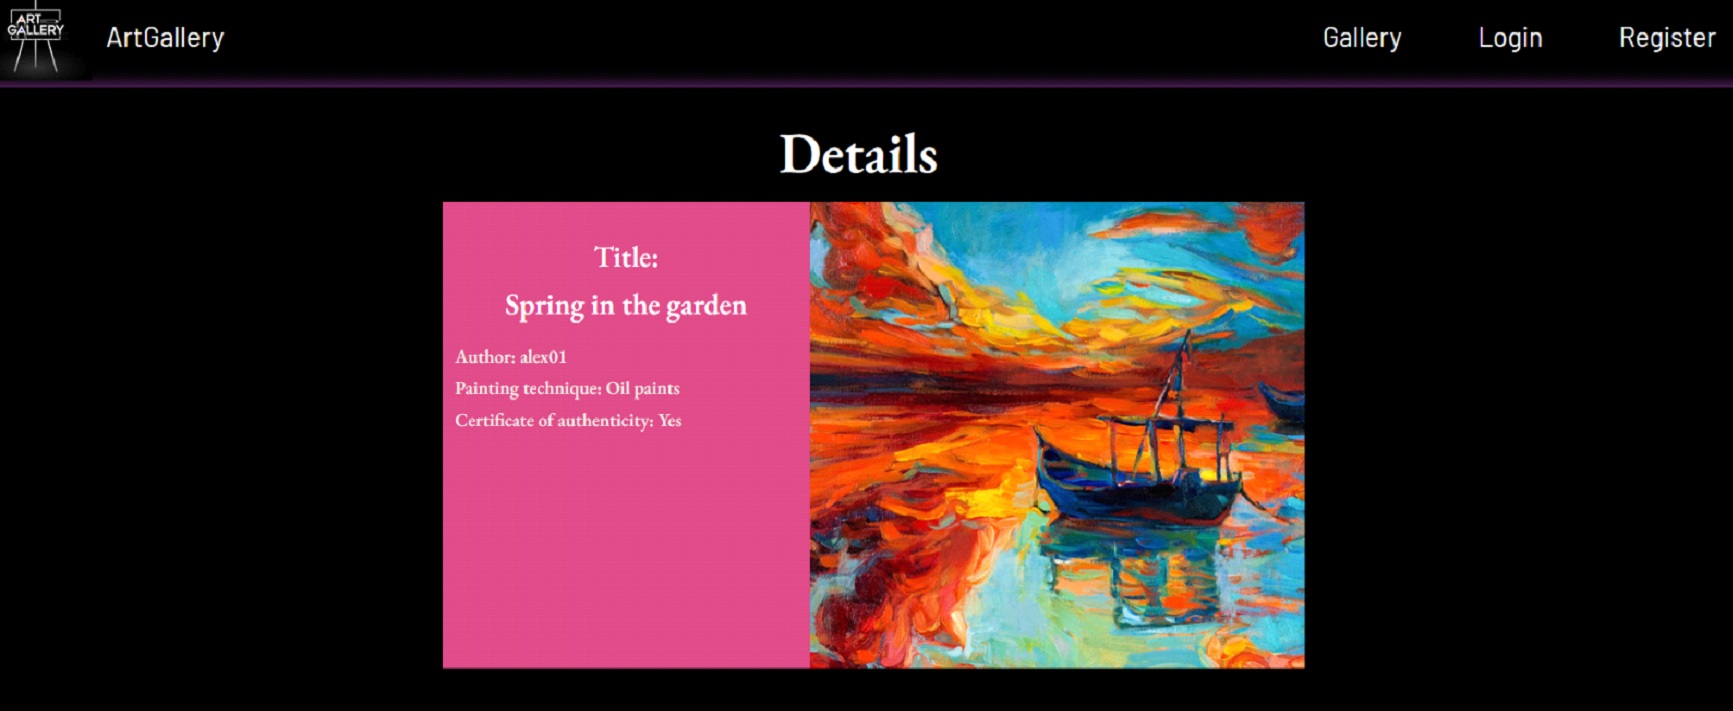 ART
GALLERY
ArtGallery
Gallery
Login
Register
Details
Title:
Spring in the garden
Author: alex01
Painting technique: Oil paints
Certificate of authenticity: Yes